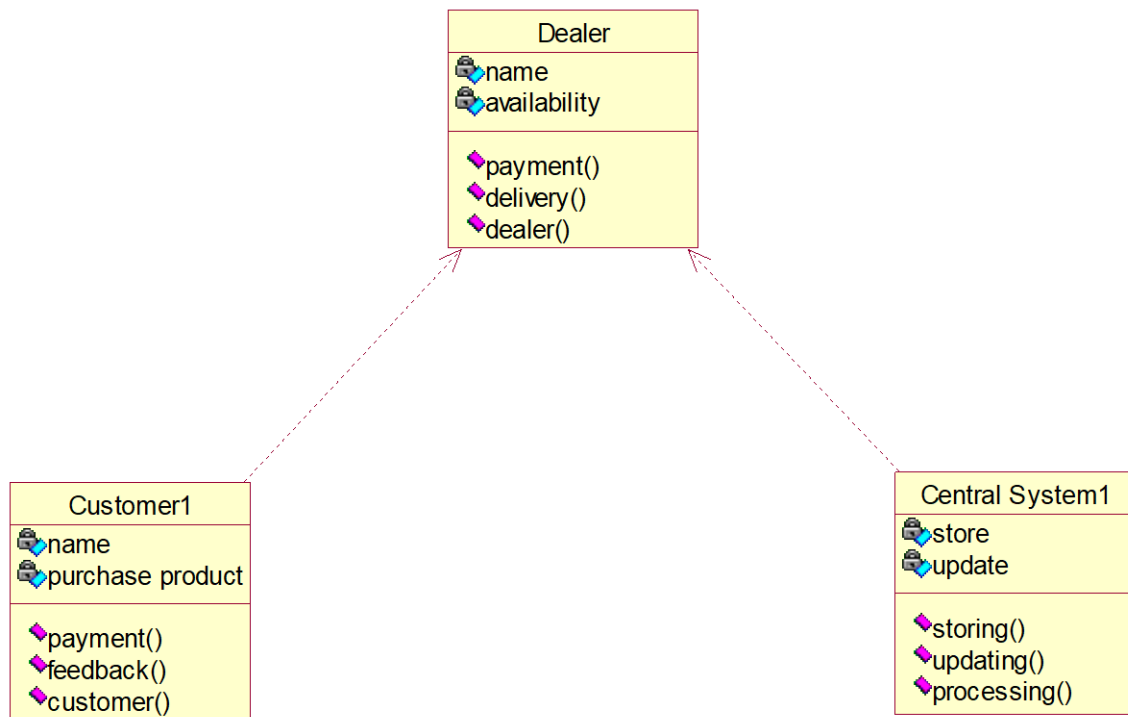 Dealer
name
availability
payment()
delivery()
dealer()
Customer1
name
purchase product
payment()
feedback()
customer()
Central System1
store
update
storing()
updating()
processing()